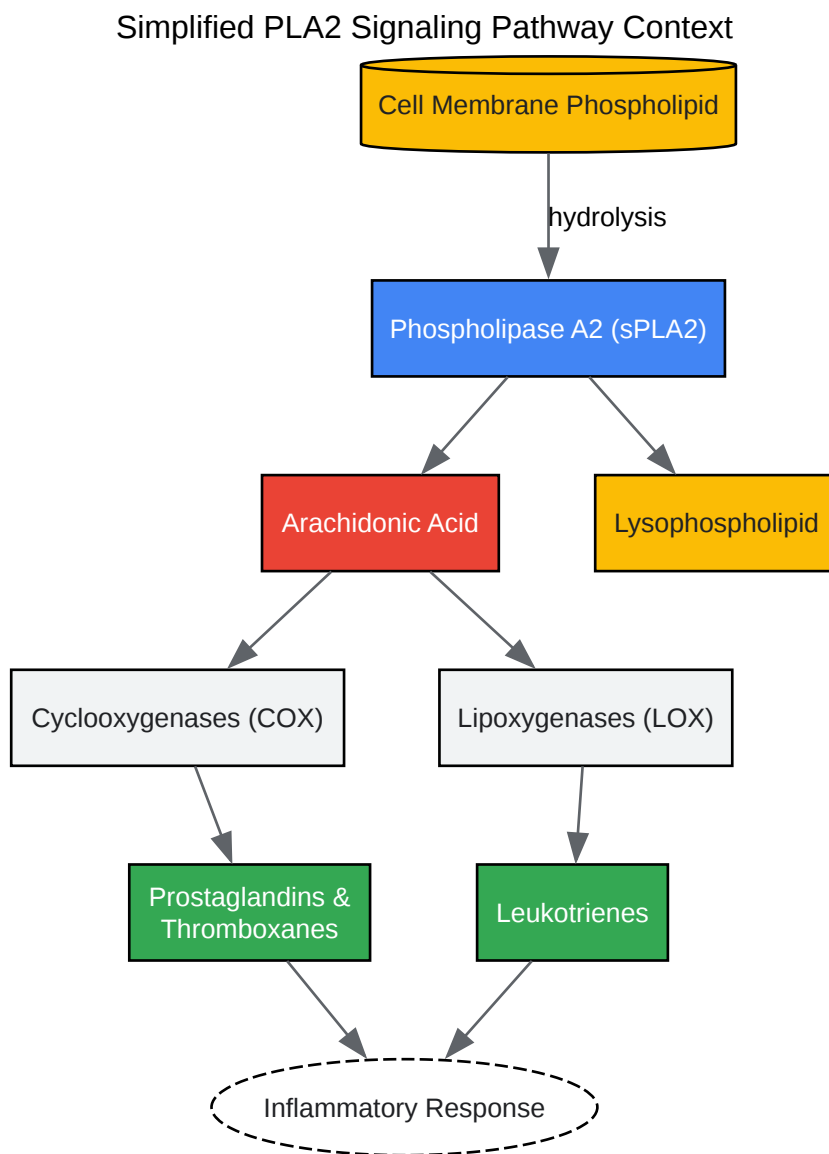 Simplified PLA2 Signaling Pathway Context
Cell Membrane Phospholipid
hydrolysis
Phospholipase A2 (sPLA2)
Arachidonic Acid
Lysophospholipid
Cyclooxygenases (COX)
Lipoxygenases (LOX)
Prostaglandins &
Thromboxanes
Leukotrienes
Inflammatory Response